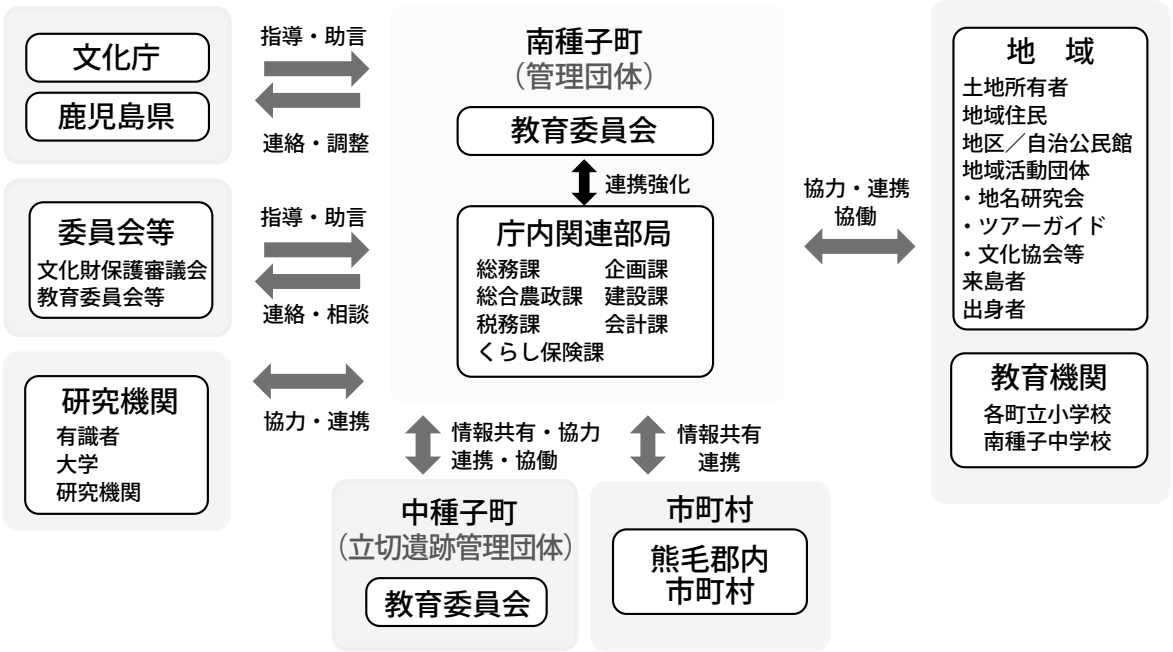 文化庁
鹿児島県
指導・助言
連絡・調整
委員会等
文化財保護審議会
教育委員会等
指導・助言
連絡・相談
研究機関
有識者
大学
研究機関
協力・連携
南種子町
（管理団体）
教育委員会
連携強化
庁内関連部局
総務課 企画課
総合農政課 建設課
税務課 会計課
くらし保険課
協力・連携
協働
地 域
土地所有者
地域住民
地区／自治公民館
地域活動団体
・地名研究会
・ツアーガイド
・文化協会等
来島者
出身者
教育機関
各町立小学校
南種子中学校
情報共有・協力
連携・協働
中種子町
（立切遺跡管理団体）
教育委員会
情報共有
連携
市町村
熊毛郡内
市町村